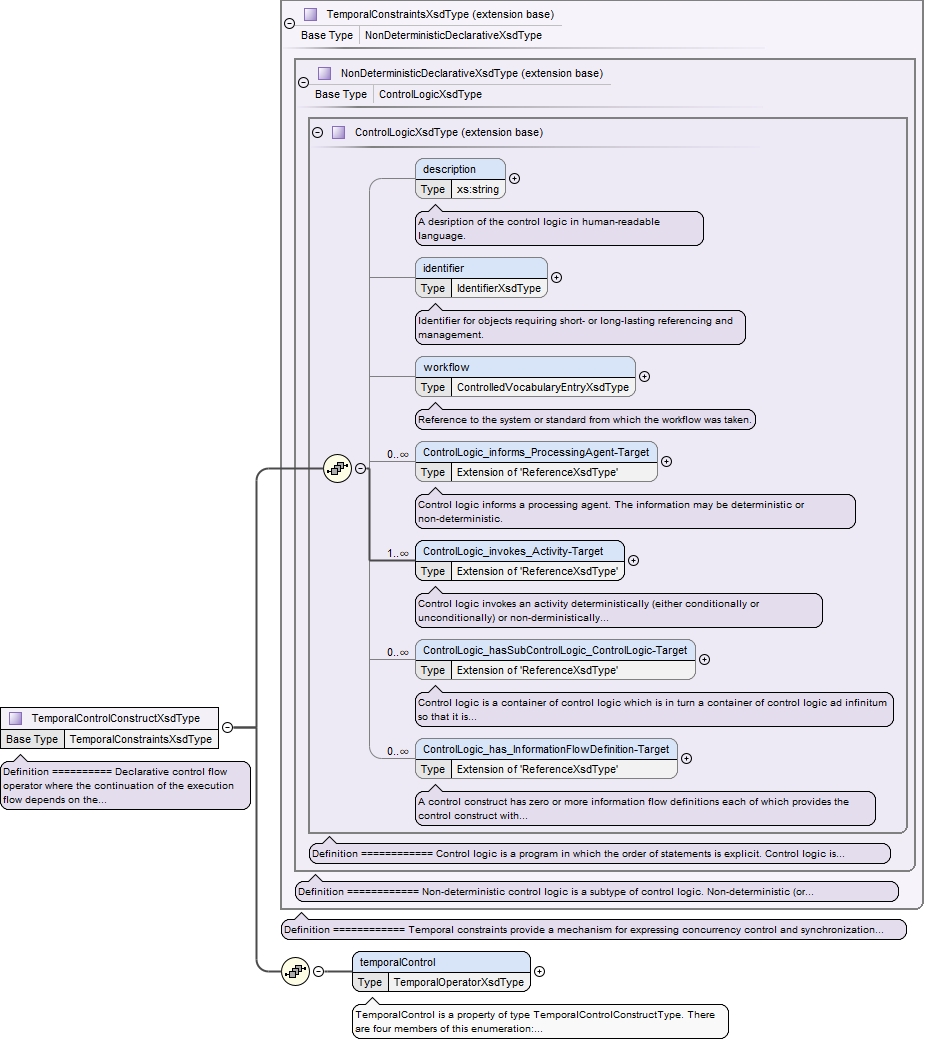 TemporalConstraintsXsdType (extension base)
Base Type NonDeterministicDeclarativeXsdType
NonDeterministicDeclarativeXsdType (extension base)
Base Type ControlLogicXsdType
ControlLogicXsdType (extension base)
description
Type xs:string
A desription of the control logic in human-readable
language.
identifier
Type IdentifierXsdType
Identifier for objects requiring short- or long-lasting referencing and
management.
workflow
Type ControlledVocabularyEntryXsdType
Reference to the system or standard from which the workflow was taken.
0..∞ ControlLogic_informs_ProcessingAgent-Target
Type Extension of 'ReferenceXsdType'
Control logic informs a processing agent. The information may be deterministic or
non-deterministic.
1..∞ ControlLogic_invokes_Activity-Target
Type Extension of 'ReferenceXsdType'
Control logic invokes an activity deterministically (either conditionally or
unconditionally) or non-derministically...
0..∞ ControlLogic_hasSubControlLogic_ControlLogic-Target
Type Extension of 'ReferenceXsdType'
Control logic is a container of control logic which is in turn a container of control logic ad infinitum
so that it is...
0..∞ ControlLogic_has_InformationFlowDefinition-Target
Type Extension of 'ReferenceXsdType'
A control construct has zero or more information flow definitions each of which provides the
control construct with...
TemporalControlConstructXsdType
Base Type TemporalConstraintsXsdType
Definition ========== Declarative control flow
operator where the continuation of the execution
flow depends on the...
Definition ============ Control logic is a program in which the order of statements is explicit. Control logic is...
Definition ============ Non-deterministic control logic is a subtype of control logic. Non-deterministic (or...
Definition ============ Temporal constraints provide a mechanism for expressing concurrency control and synchronization...
temporalControl
Type TemporalOperatorXsdType
TemporalControl is a property of type TemporalControlConstructType. There
are four members of this enumeration:...